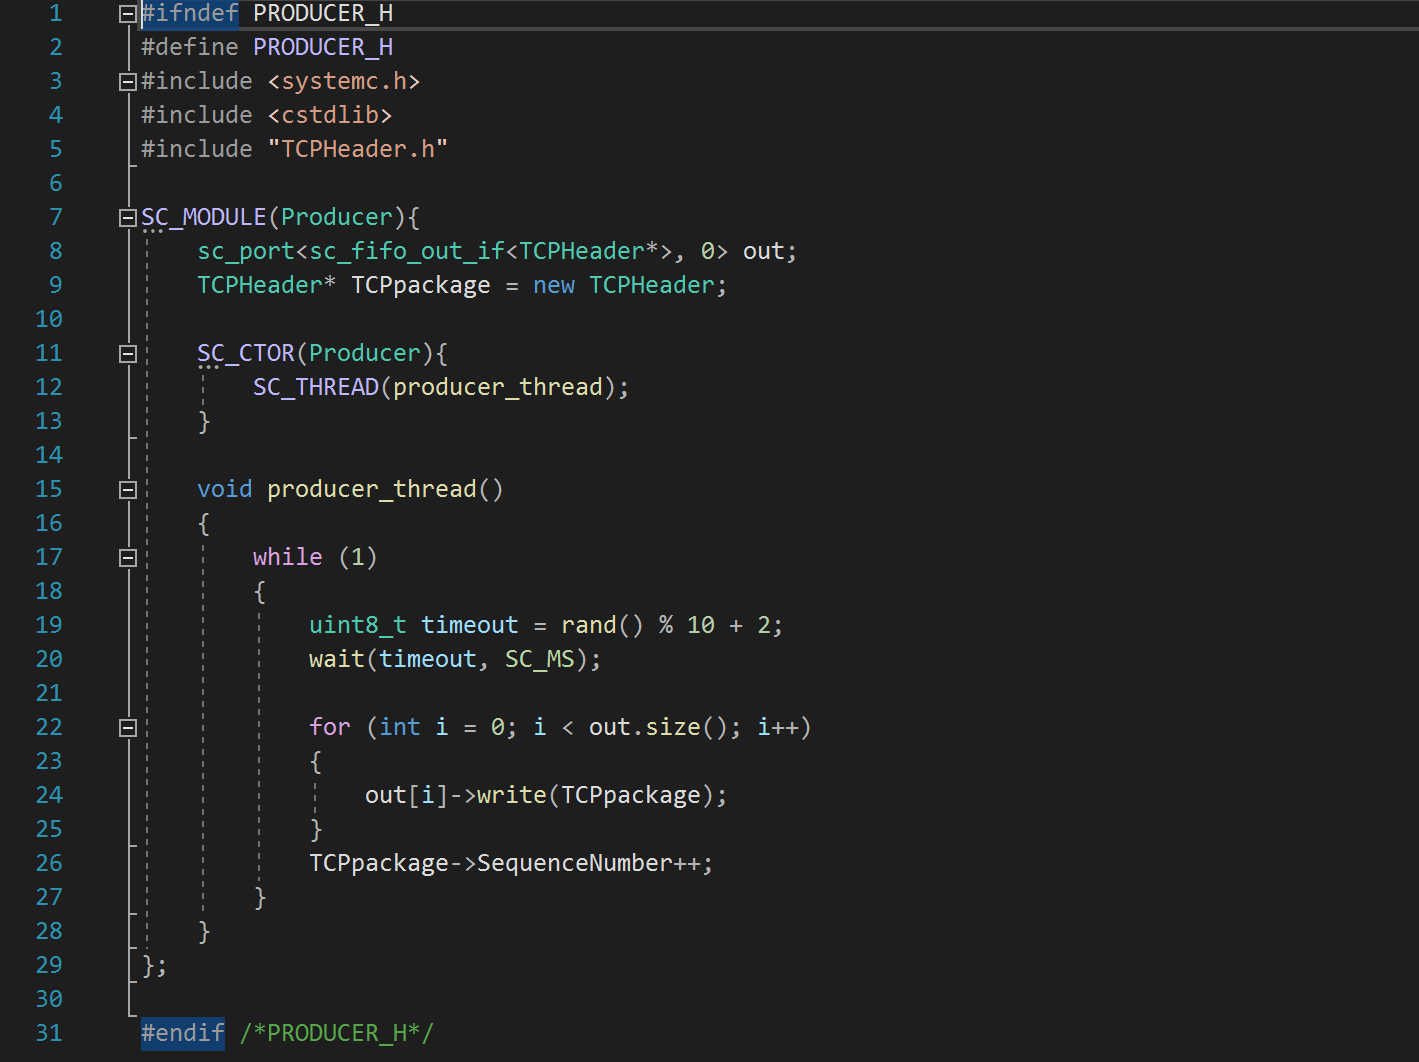 1 #ifndef PRODUCER_H
2 #define PRODUCER_H
3 #include <systemc.h>
4 #include <cstdlib>
5 #include "TCPHeader.h"
6
7 SC_MODULE(Producer){
8     sc_port<sc_fifo_out_if<TCPHeader*>, 0> out;
9     TCPHeader* TCPpackage = new TCPHeader;
10
11     SC_CTOR(Producer){
12         SC_THREAD(producer_thread);
13     }
14
15     void producer_thread()
16     {
17         while (1)
18         {
19             uint8_t timeout = rand() % 10 + 2;
20             wait(timeout, SC_MS);
21
22             for (int i = 0; i < out.size(); i++)
23             {
24                 out[i]->write(TCPpackage);
25             }
26             TCPpackage->SequenceNumber++;
27         }
28     }
29 };
30
31 #endif /*PRODUCER_H*/